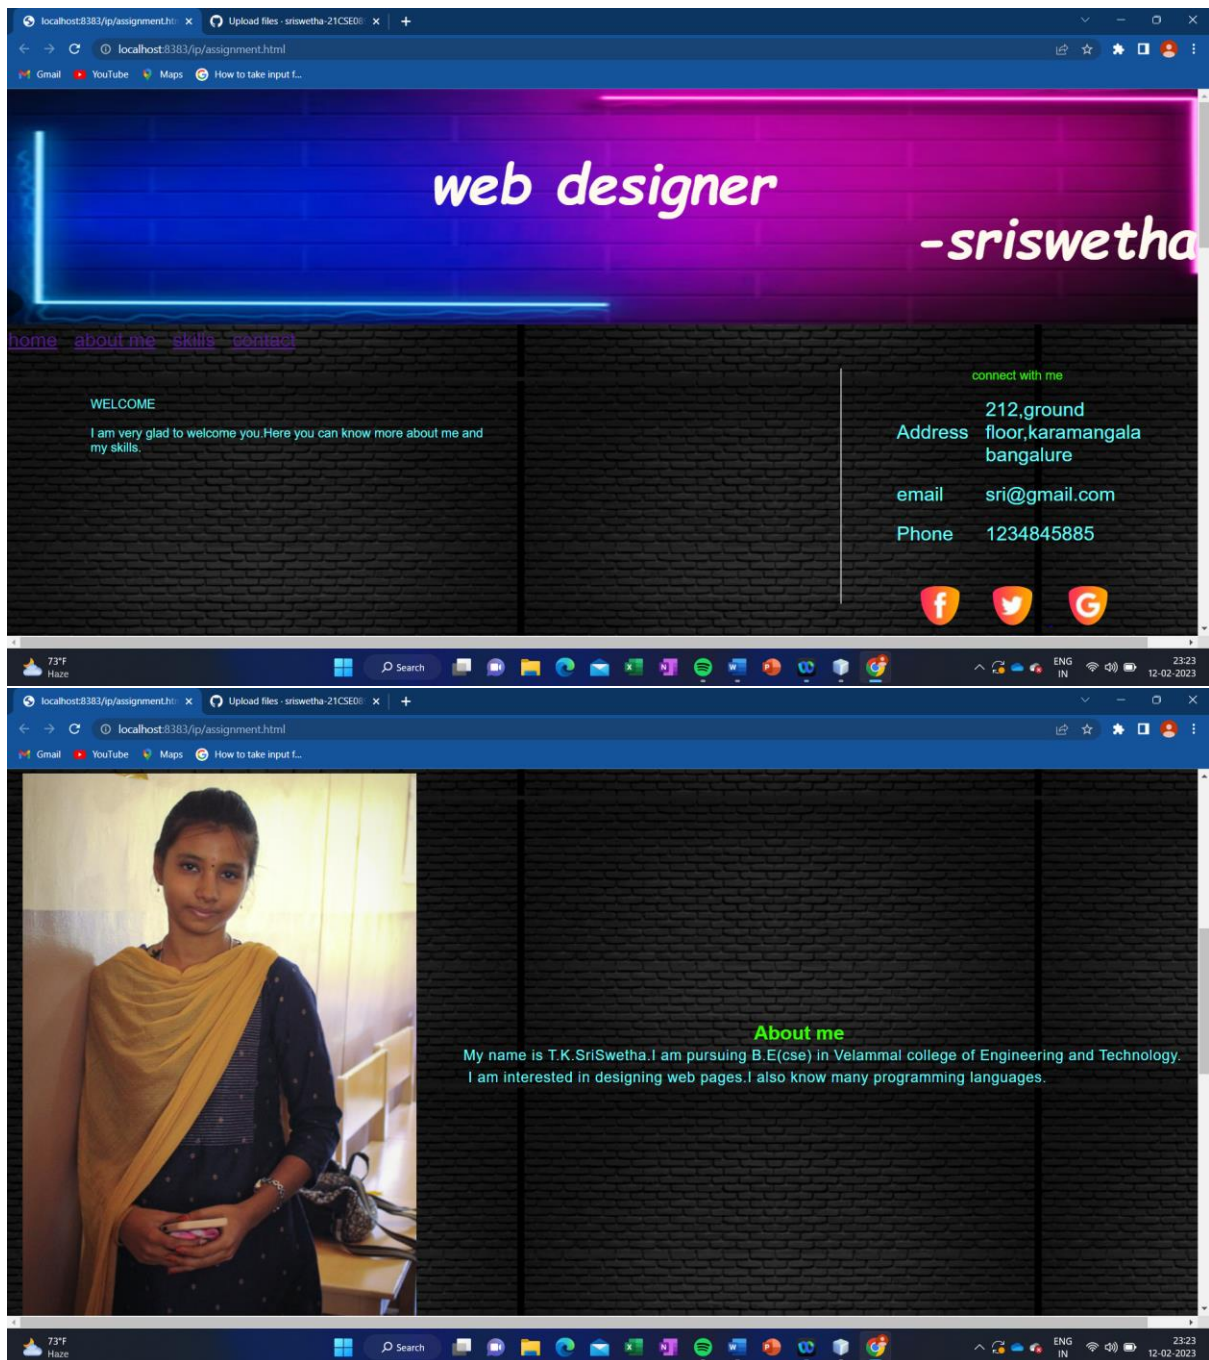 localhost:8383/ip/assignment.ht
Upload files · sriswetha-21CSE08
localhost:8383/ip/assignment.html
Gmail
YouTube
Maps
How to take input f...
web designer
-sriswetha
home about me skills contact
connect with me
WELCOME
I am very glad to welcome you.Here you can know more about me and
my skills.
Address
212,ground
floor,karamangala
bangalure
email sri@gmail.com
Phone 1234845885
73°F
Haze
Search
ENG
IN
23:23
12-02-2023
localhost:8383/ip/assignment.ht
Upload files · sriswetha-21CSE08
localhost:8383/ip/assignment.html
Gmail
YouTube
Maps
How to take input f...
About me
My name is T.K.SriSwetha.I am pursuing B.E(cse) in Velammal college of Engineering and Technology.
I am interested in designing web pages.I also know many programming languages.
73°F
Haze
Search
ENG
IN
23:23
12-02-2023